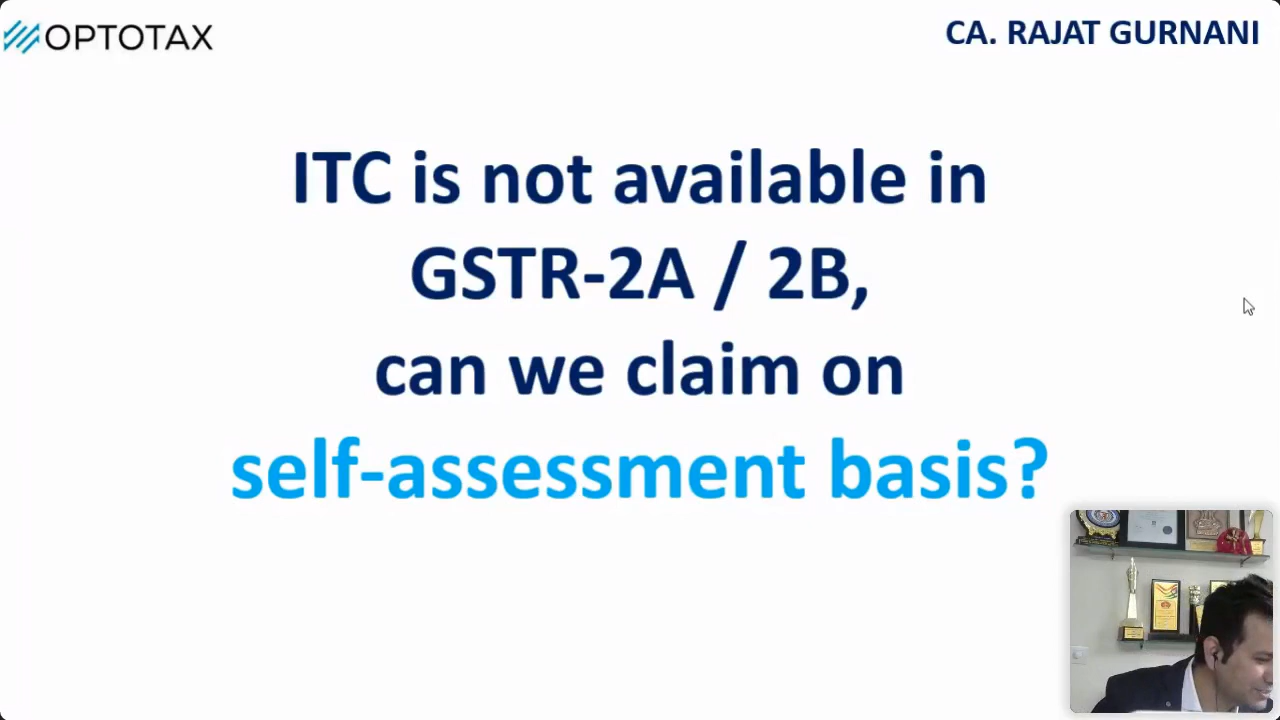 OPTOTAX
CA. RAJAT GURNANI
ITC is not available in
GSTR-2A / 2B,
can we claim on
self-assessment basis?